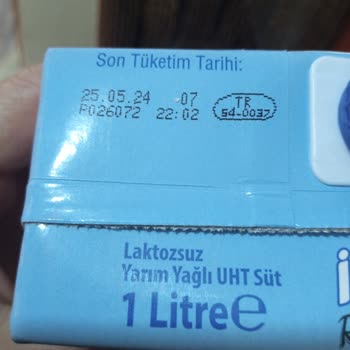 Son Tüketim Tarihi:
25.05.24 07 TR
P026072 22:02 54-0037
Laktozsuz
Yarım Yağlı UHT Süt
1 Litre ℮